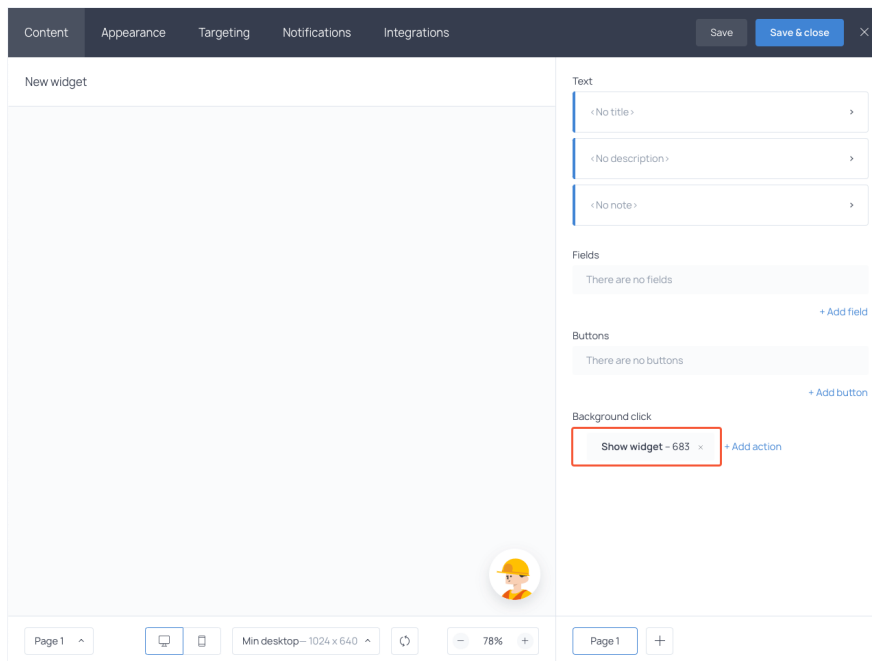 Content Appearance Targeting Notifications Integrations Save Save & close
New widget
Text
<No title>
<No description>
<No note>
Fields
There are no fields
+ Add field
Buttons
There are no buttons
+ Add button
Background click
Show widget – 683 × + Add action
Page 1 Min desktop – 1024 x 640 − 78% + Page 1 +